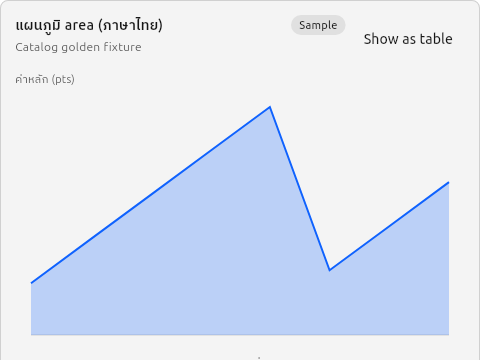 แผนภูมิ area (ภาษาไทย)
Sample
Show as table
Catalog golden fixture
ค่าหลัก (pts)